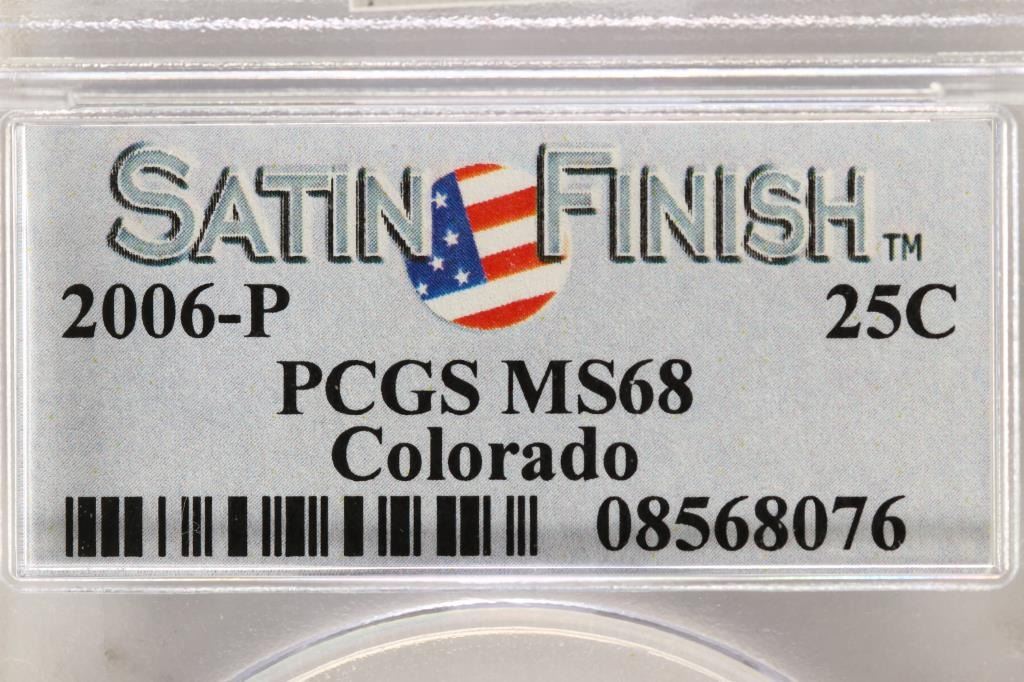 SATIN FINISH™
2006-P 25C
PCGS MS68
Colorado
08568076